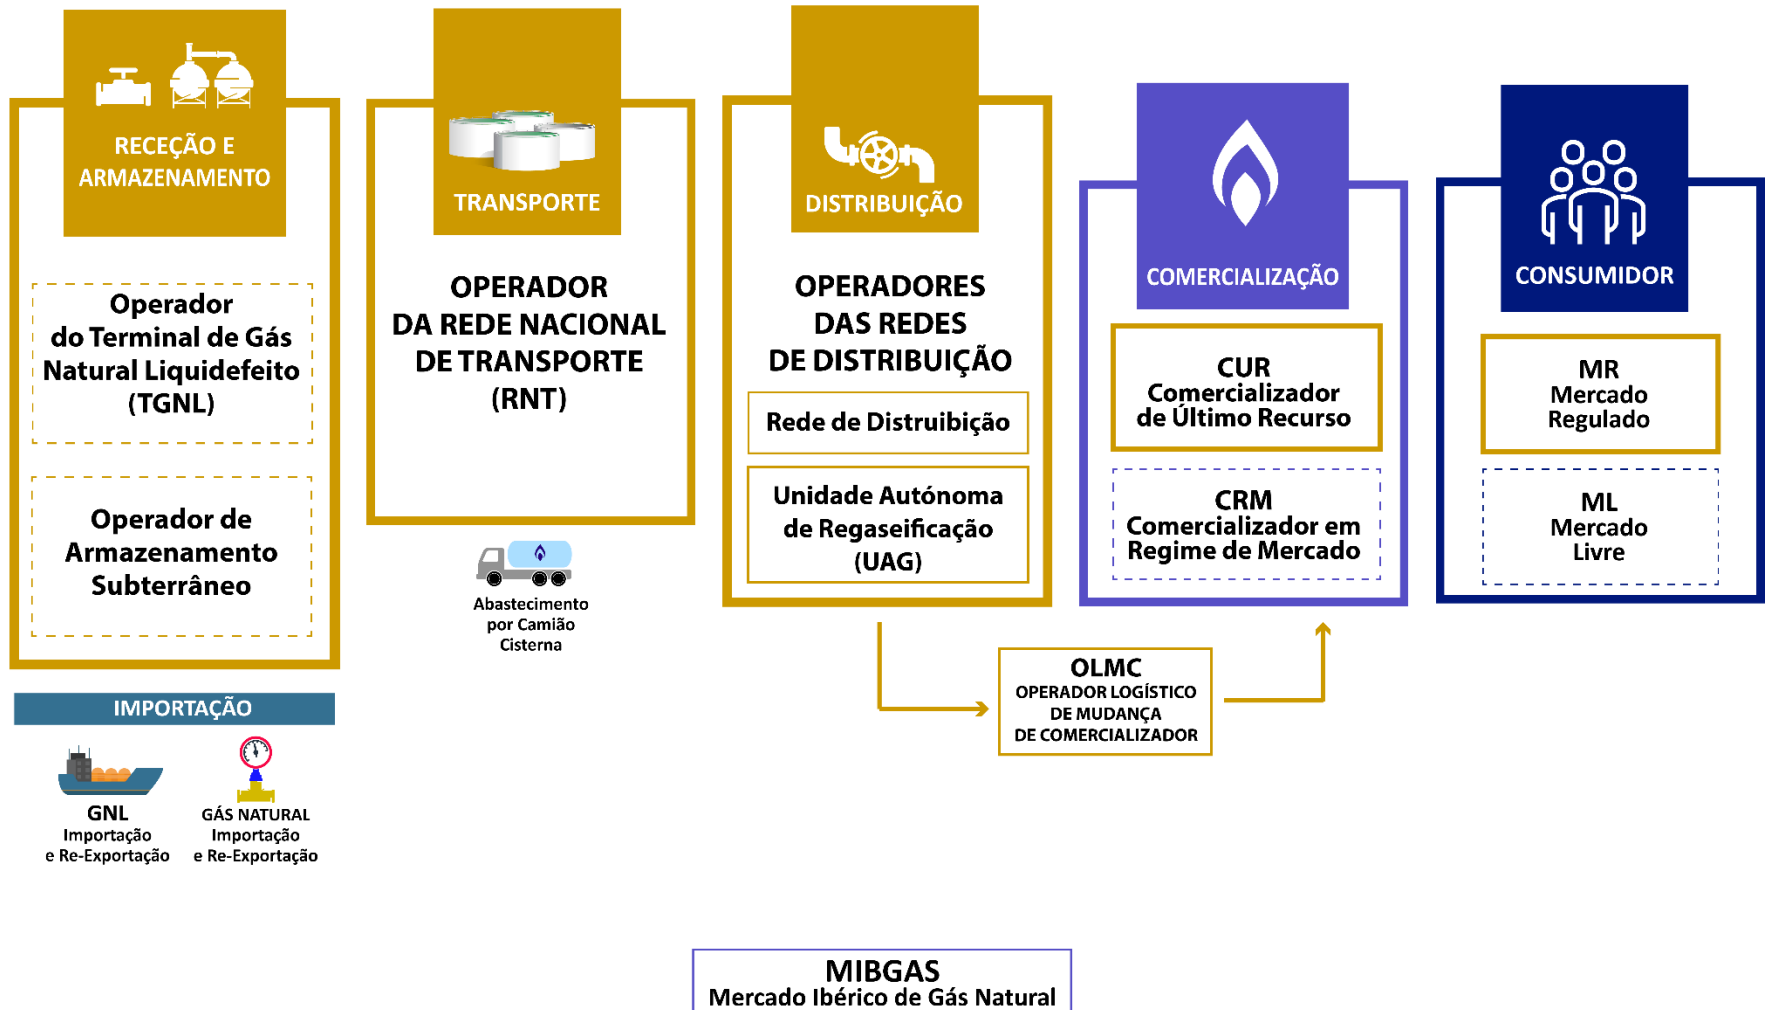 RECEÇÃO E
ARMAZENAMENTO
Operador
do Terminal de Gás
Natural Liquidefeito
(TGNL)
Operador de
Armazenamento
Subterrâneo
IMPORTAÇÃO
GNL
Importação
e Re-Exportação
GÁS NATURAL
Importação
e Re-Exportação
TRANSPORTE
OPERADOR
DA REDE NACIONAL
DE TRANSPORTE
(RNT)
Abastecimento
por Camião
Cisterna
DISTRIBUIÇÃO
OPERADORES
DAS REDES
DE DISTRIBUIÇÃO
Rede de Distruibição
Unidade Autónoma
de Regaseificação
(UAG)
OLMC
OPERADOR LOGÍSTICO
DE MUDANÇA
DE COMERCIALIZADOR
COMERCIALIZAÇÃO
CUR
Comercializador
de Último Recurso
CRM
Comercializador em
Regime de Mercado
CONSUMIDOR
MR
Mercado
Regulado
ML
Mercado
Livre
MIBGAS
Mercado Ibérico de Gás Natural